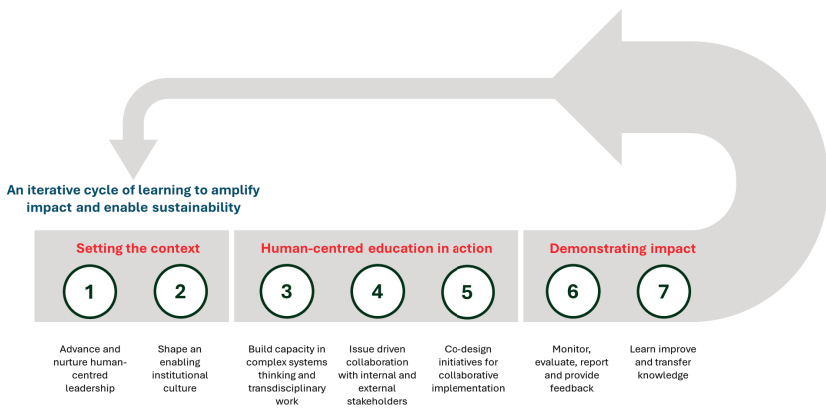 An iterative cycle of learning to amplify
impact and enable sustainability
Setting the context
Human-centred education in action
Demonstrating impact
1
2
3
4
5
6
7
Advance and
nurture human-
centred
leadership
Shape an
enabling
institutional
culture
Build capacity in
complex systems
thinking and
transdisciplinary
work
Issue driven
collaboration
with internal and
external
stakeholders
Co-design
initiatives for
collaborative
implementation
Monitor,
evaluate, report
and provide
feedback
Learn improve
and transfer
knowledge